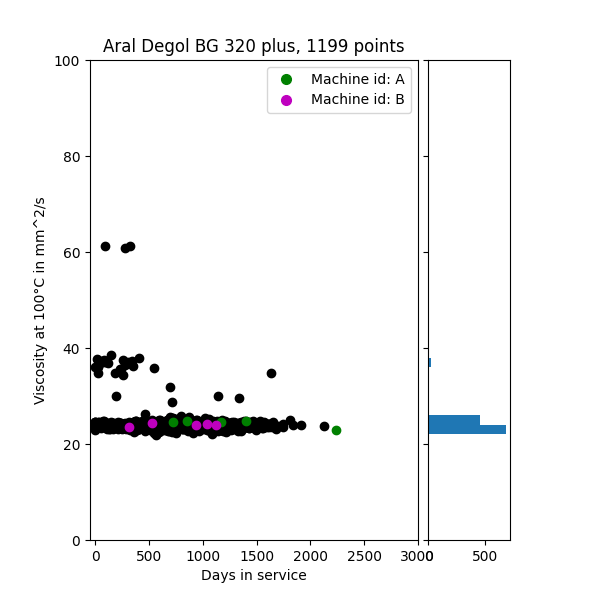 Aral Degol BG 320 plus, 1199 points
Machine id: A
Machine id: B
Viscosity at 100°C in mm^2/s
100
80
60
40
20
0
0 500 1000 1500 2000 2500 3000
0 500
Days in service